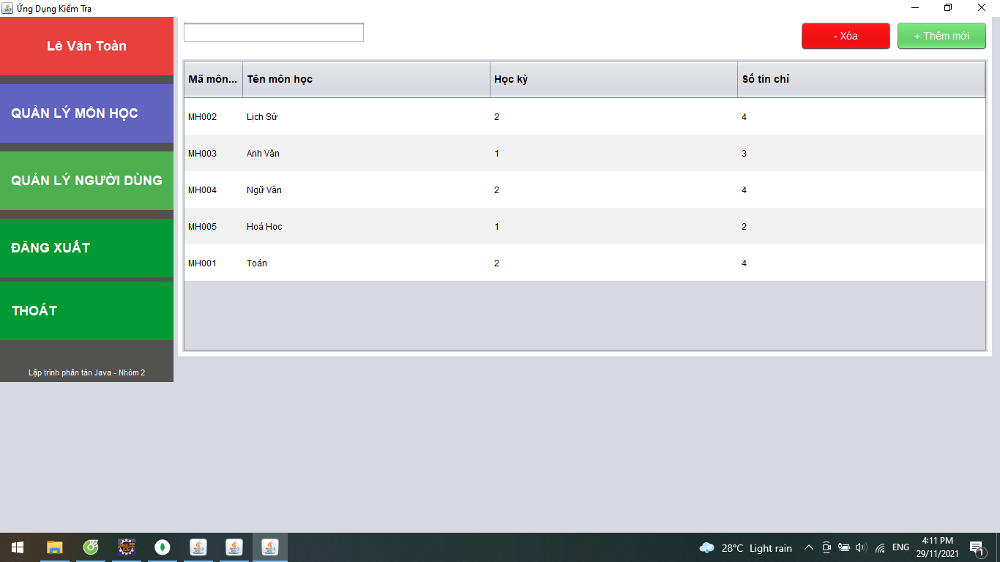 Ứng Dụng Kiểm Tra
Lê Văn Toàn
QUẢN LÝ MÔN HỌC
QUẢN LÝ NGƯỜI DÙNG
ĐĂNG XUẤT
THOÁT
Lập trình phân tán Java - Nhóm 2
- Xóa
+ Thêm mới
Mã môn... Tên môn học Học kỳ Số tín chỉ
MH002 Lịch Sử 2 4
MH003 Anh Văn 1 3
MH004 Ngữ Văn 2 4
MH005 Hoá Học 1 2
MH001 Toán 2 4
28°C Light rain
ENG
4:11 PM
29/11/2021
1